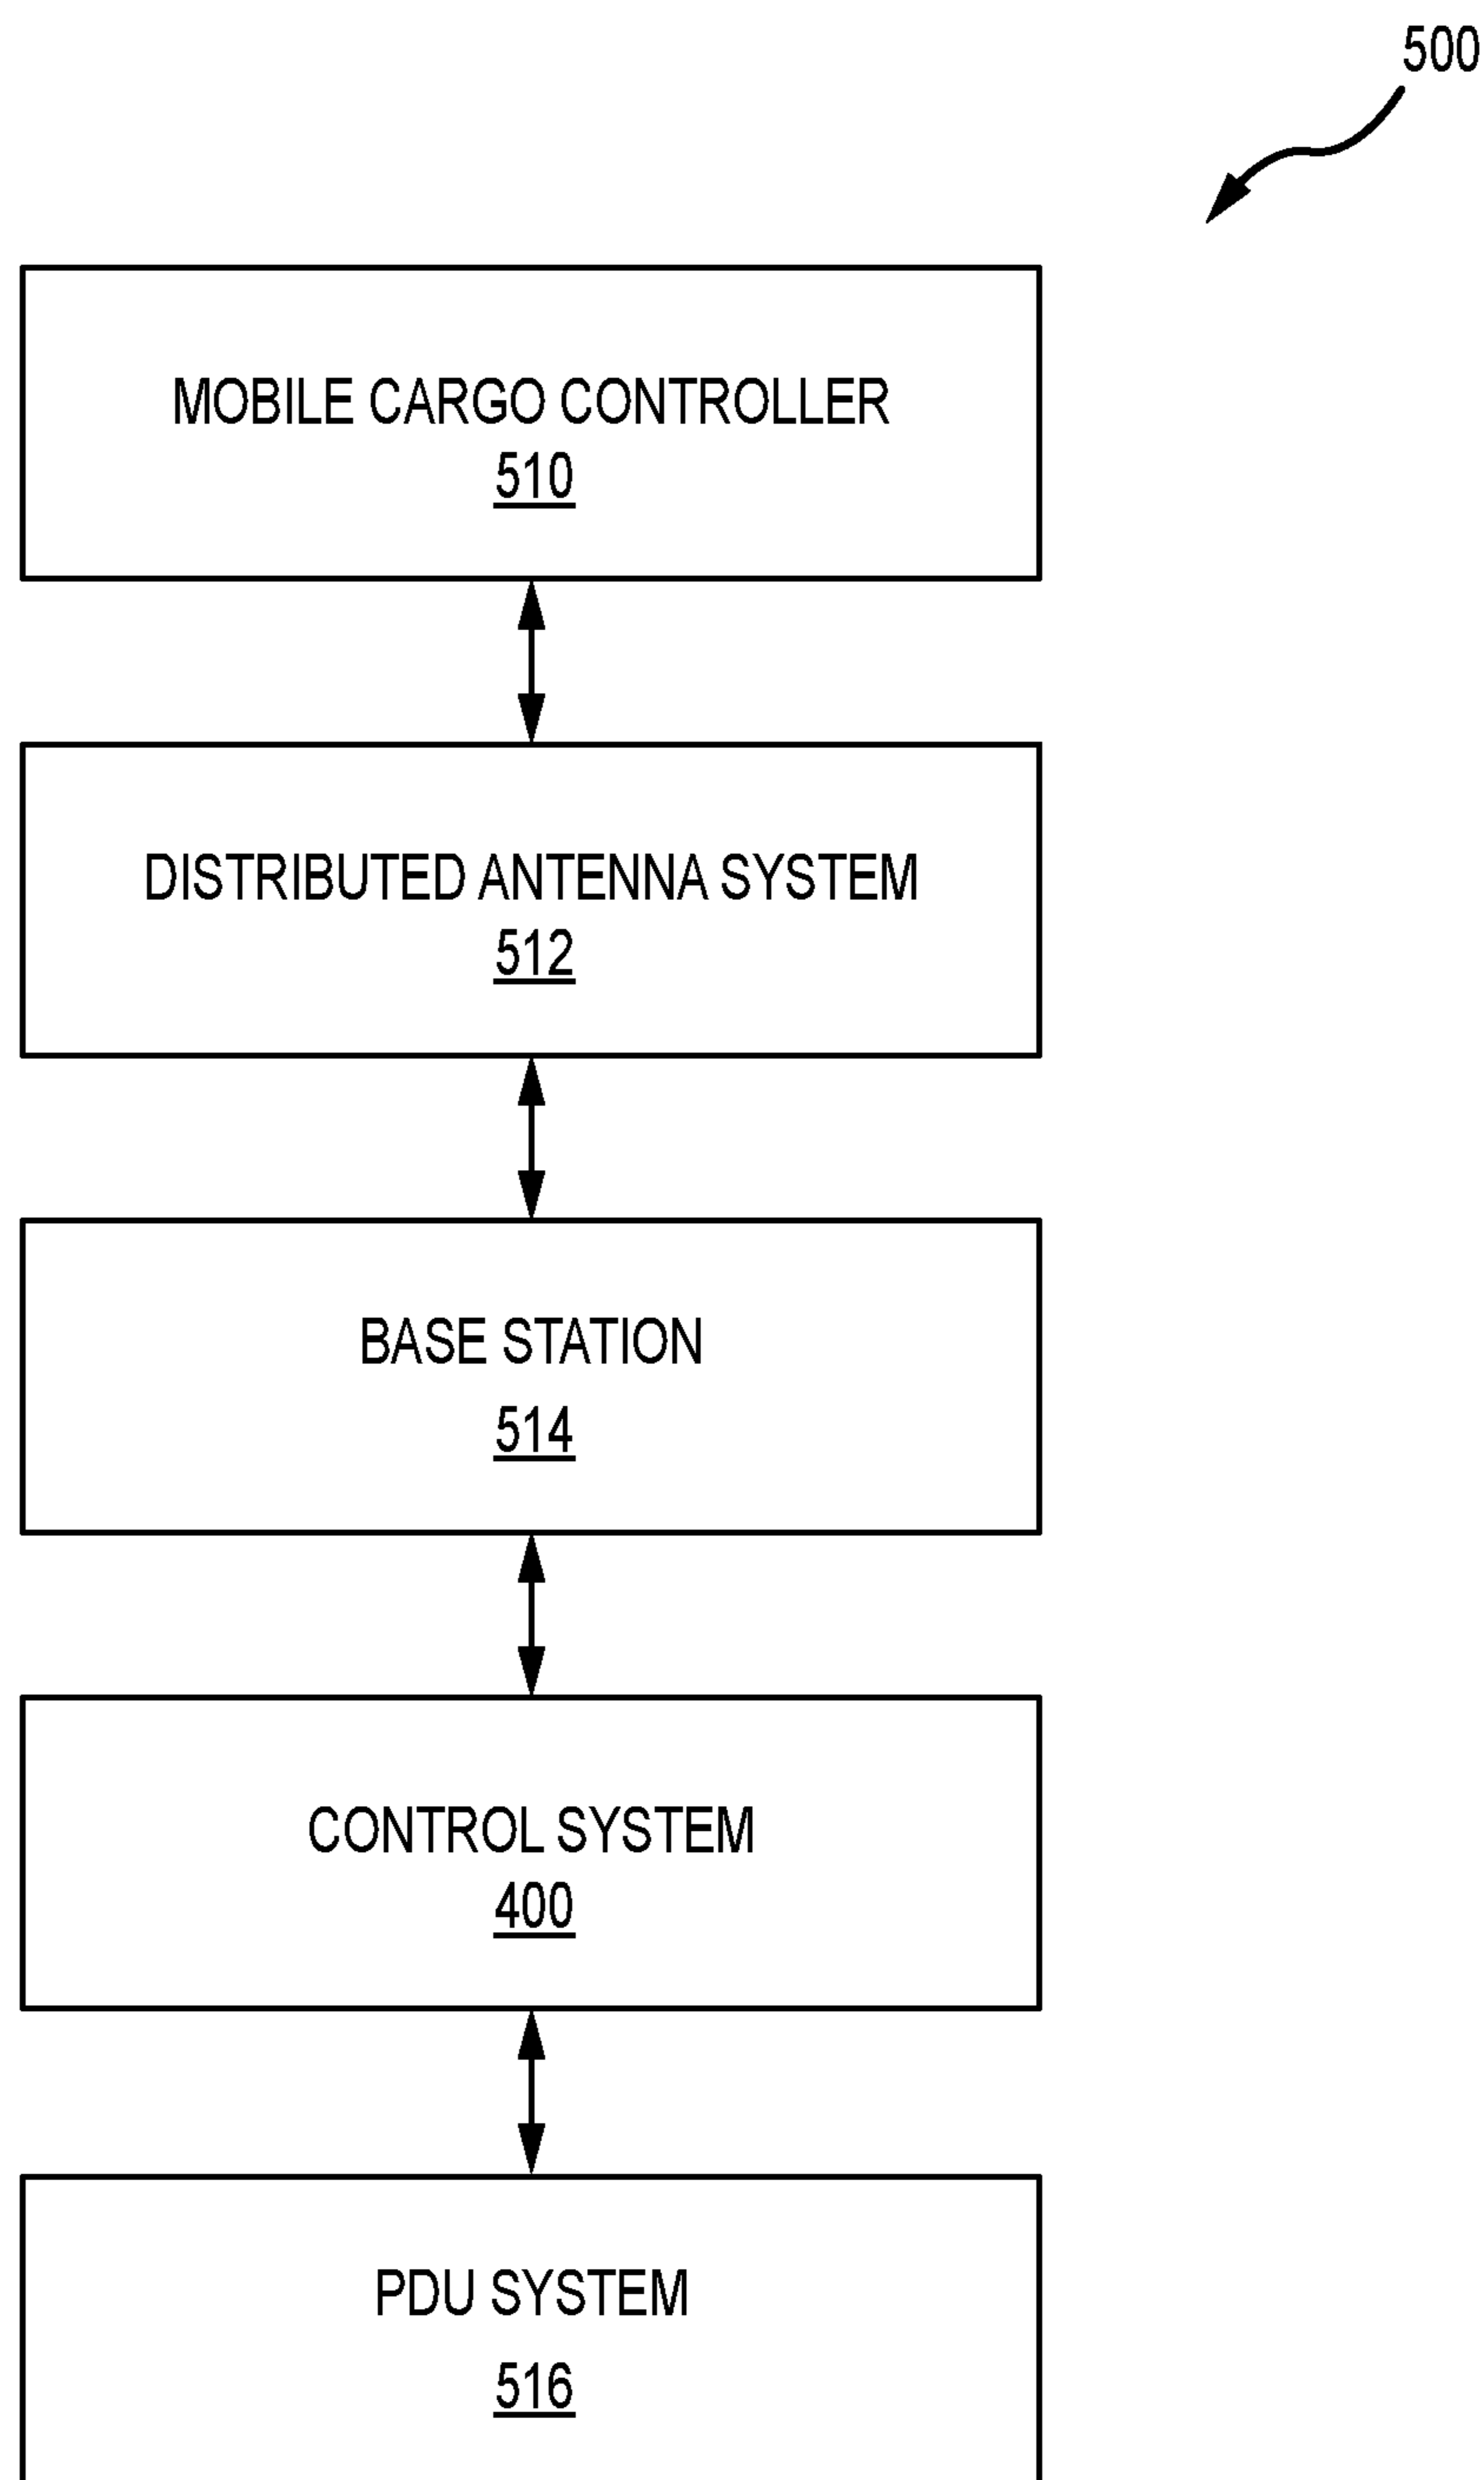 500
MOBILE CARGO CONTROLLER
510
DISTRIBUTED ANTENNA SYSTEM
512
BASE STATION
514
CONTROL SYSTEM
400
PDU SYSTEM
516